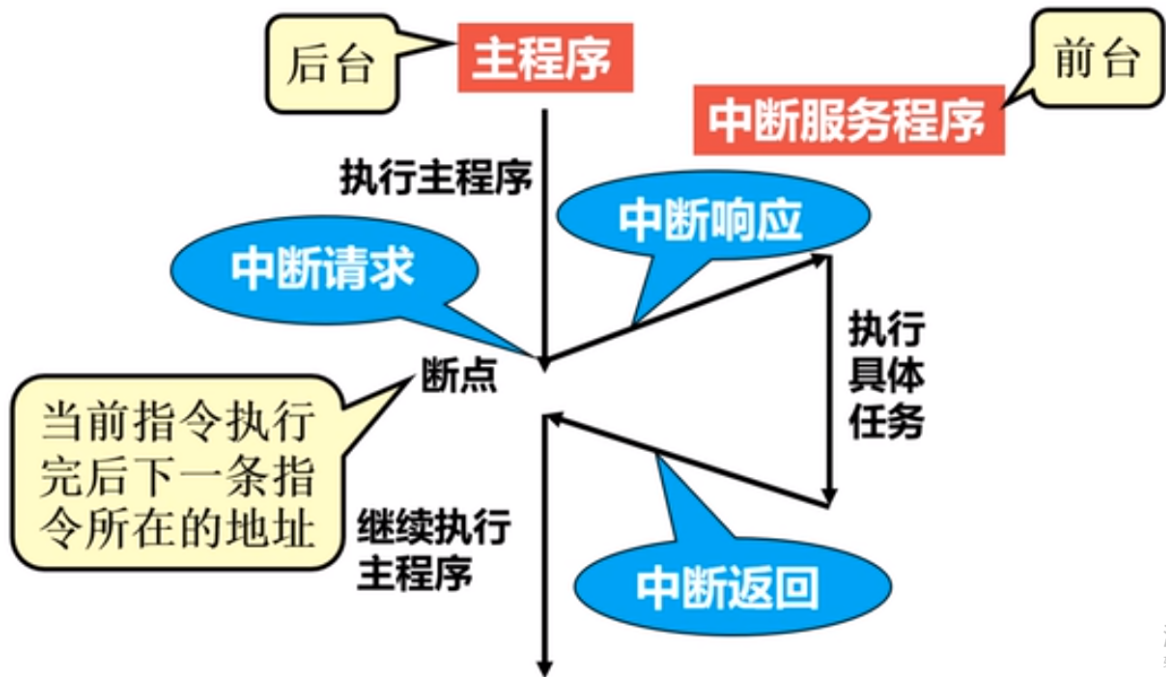 后台
主程序
前台
中断服务程序
执行主程序
中断响应
中断请求
断点
执行
具体
任务
当前指令执行
完后下一条指
令所在的地址
继续执行
主程序
中断返回